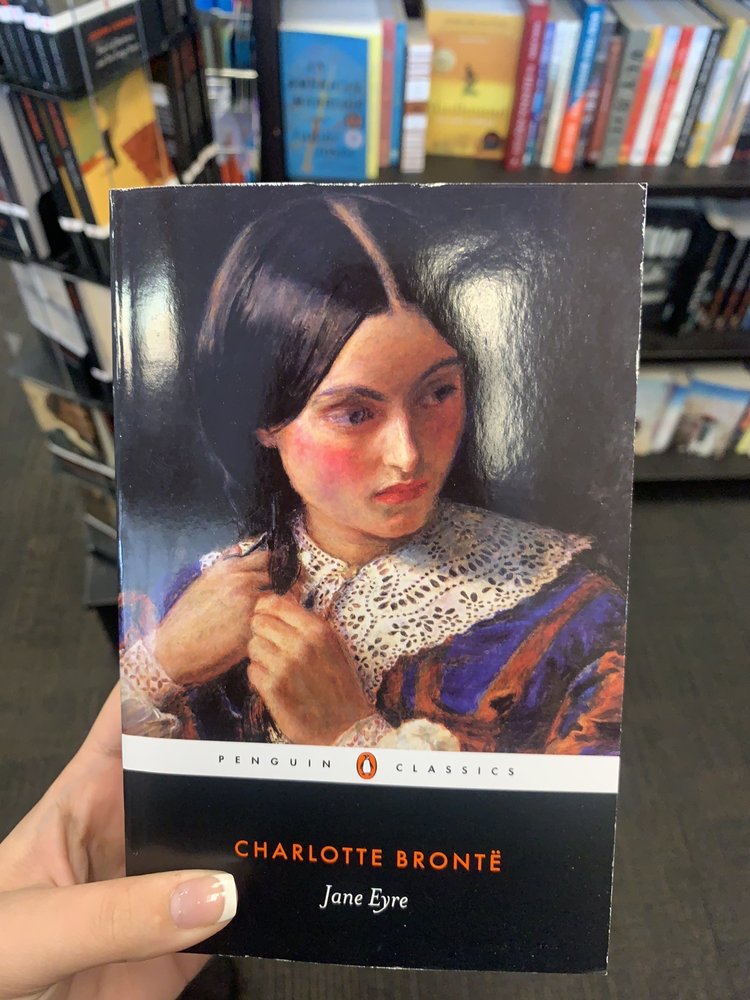 PENGUIN CLASSICS
CHARLOTTE BRONTË
Jane Eyre